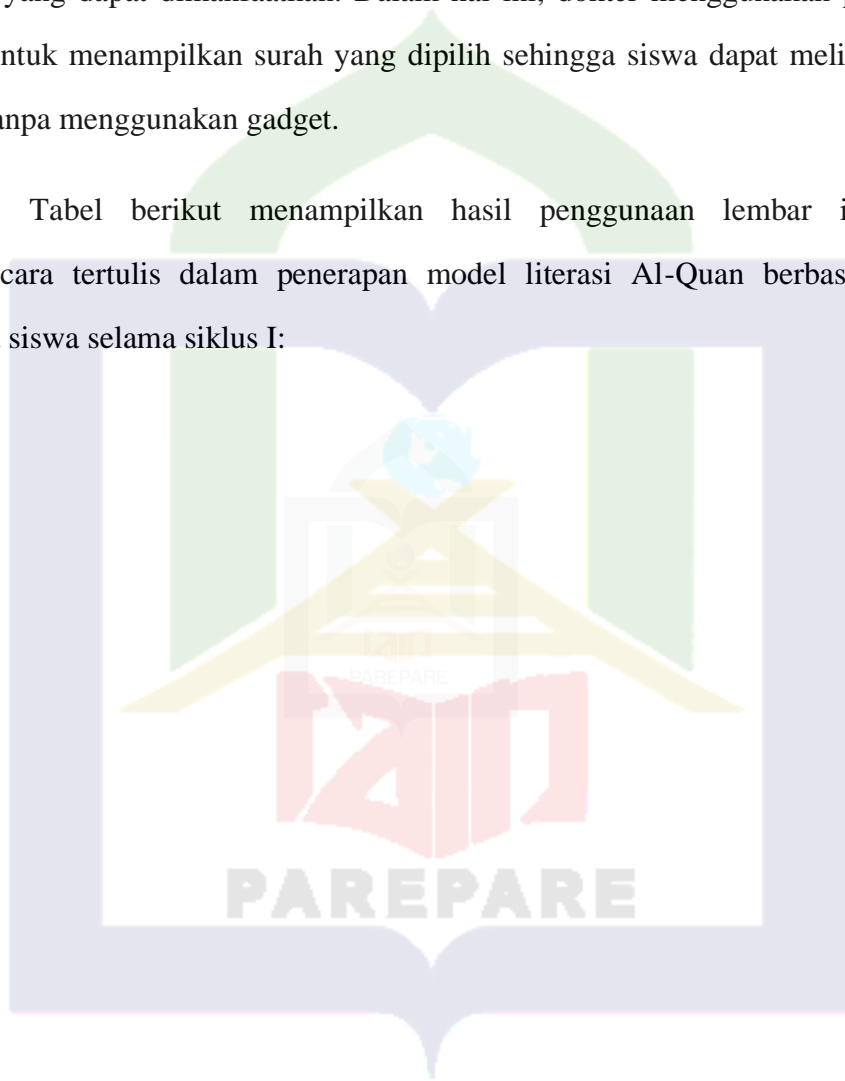 yang dapat dimanfaatkan. Dalam hal ini, dokter menggunakan
ntuk menampilkan surah yang dipilih sehingga siswa dapat meli
anpa menggunakan gadget.
Tabel berikut menampilkan hasil penggunaan lembar i
cara tertulis dalam penerapan model literasi Al-Quan berbas
siswa selama siklus I:
PAREPARE
PAREPARE